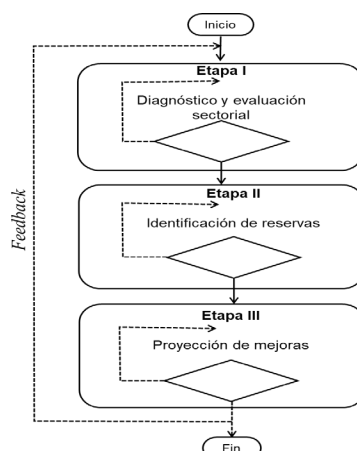 Inicio
Etapa I
Diagnóstico y evaluación
sectorial
Etapa II
Identificación de reservas
Etapa III
Proyección de mejoras
Feedback
Fin